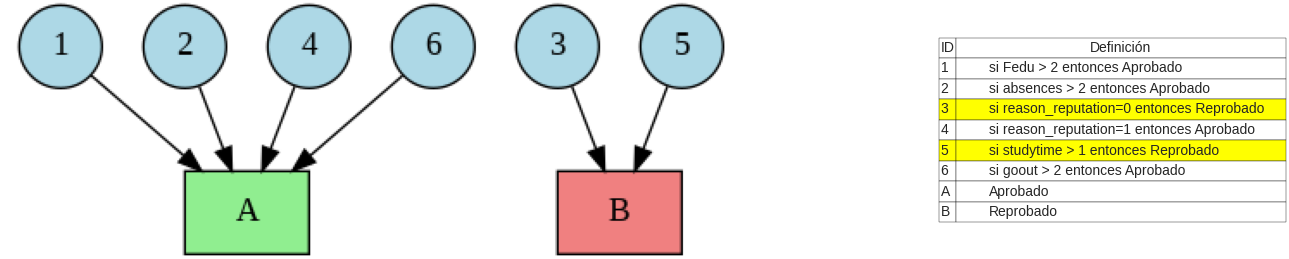 1 2 4 6 3 5
A B
ID Definición
1 si Fedu > 2 entonces Aprobado
2 si absences > 2 entonces Aprobado
3 si reason_reputation=0 entonces Reprobado
4 si reason_reputation=1 entonces Aprobado
5 si studytime > 1 entonces Reprobado
6 si goout > 2 entonces Aprobado
A Aprobado
B Reprobado